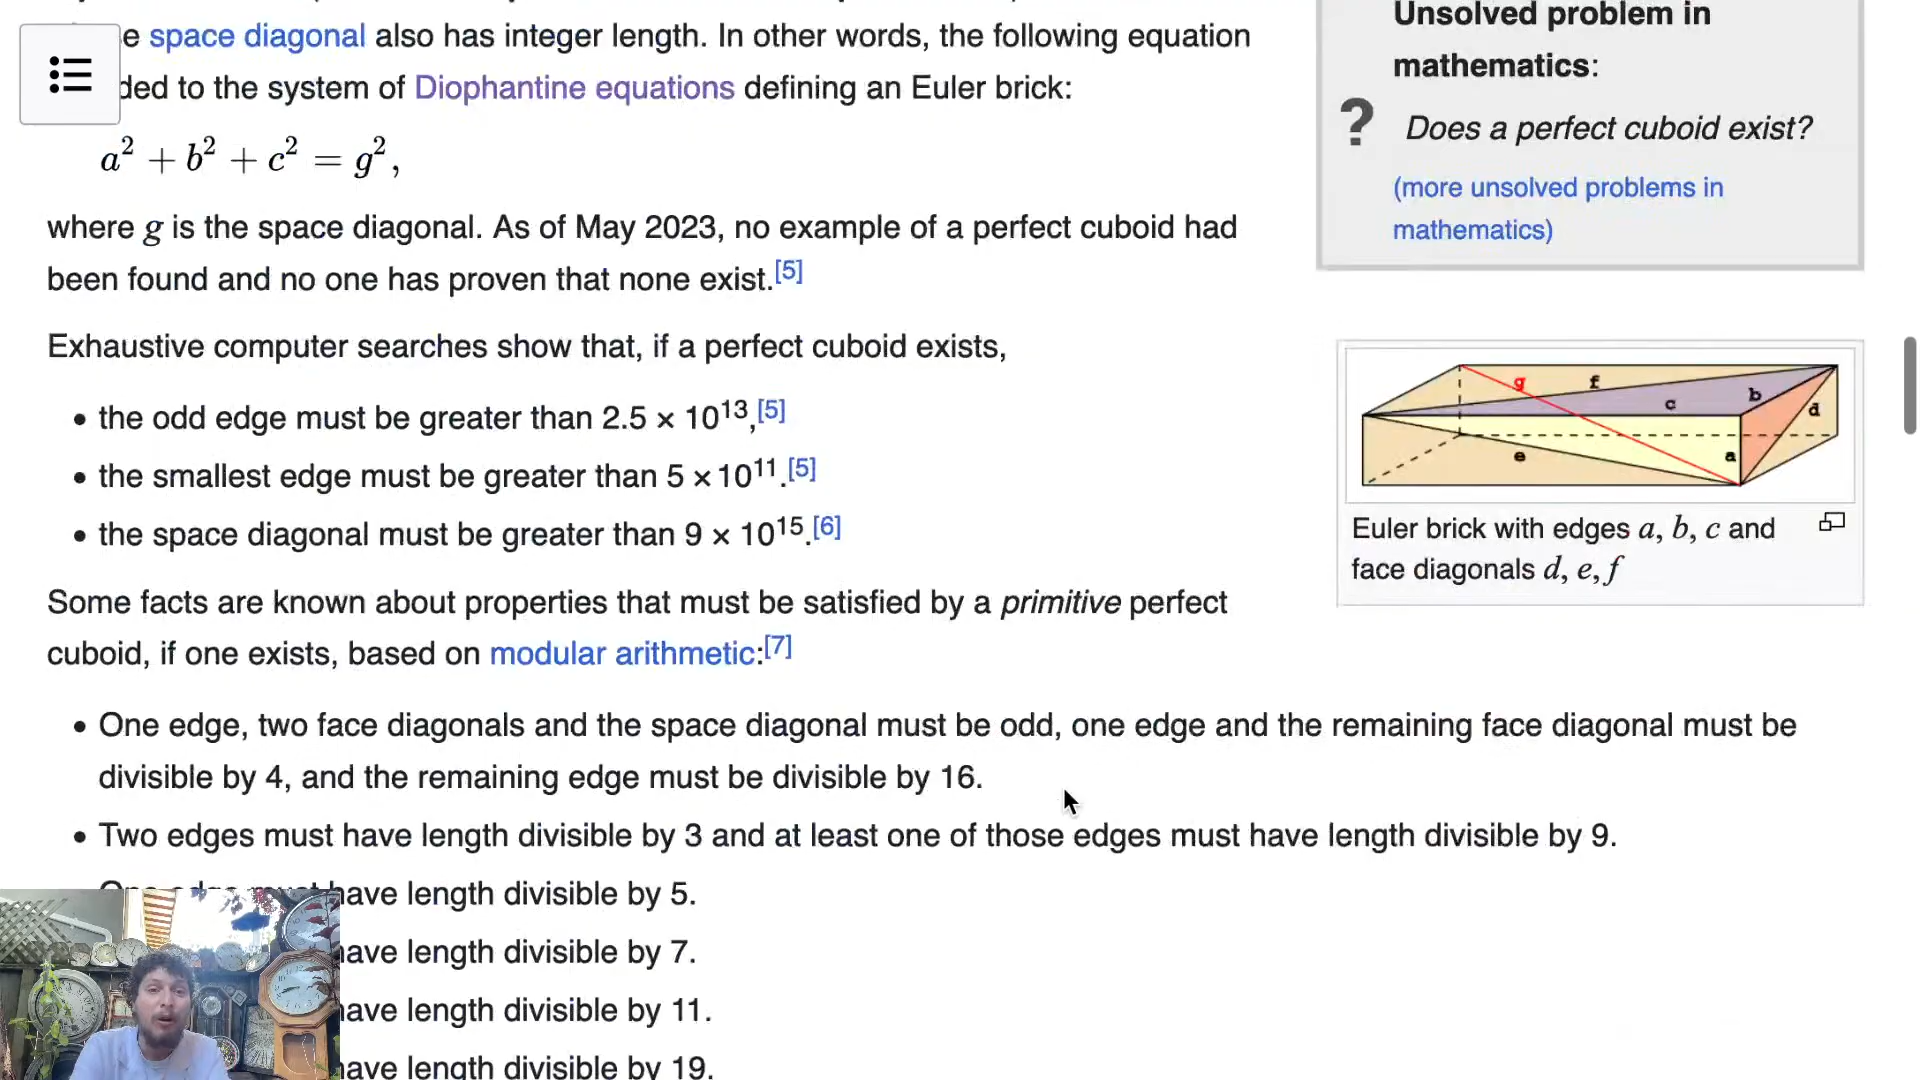 e space diagonal also has integer length. In other words, the following equation
ded to the system of Diophantine equations defining an Euler brick:
a² + b² + c² = g²,
where g is the space diagonal. As of May 2023, no example of a perfect cuboid had
been found and no one has proven that none exist.[5]
Exhaustive computer searches show that, if a perfect cuboid exists,
• the odd edge must be greater than 2.5 × 10¹³,[5]
• the smallest edge must be greater than 5 ×10¹¹.[5]
• the space diagonal must be greater than 9 × 10¹⁵.[6]
Some facts are known about properties that must be satisfied by a primitive perfect
cuboid, if one exists, based on modular arithmetic:[7]
• One edge, two face diagonals and the space diagonal must be odd, one edge and the remaining face diagonal must be
divisible by 4, and the remaining edge must be divisible by 16.
• Two edges must have length divisible by 3 and at least one of those edges must have length divisible by 9.
One edge must have length divisible by 5.
have length divisible by 7.
have length divisible by 11.
have length divisible by 19.
Unsolved problem in
mathematics:
? Does a perfect cuboid exist?
(more unsolved problems in
mathematics)
g f
b
c
d
e
a
Euler brick with edges a, b, c and
face diagonals d, e, f